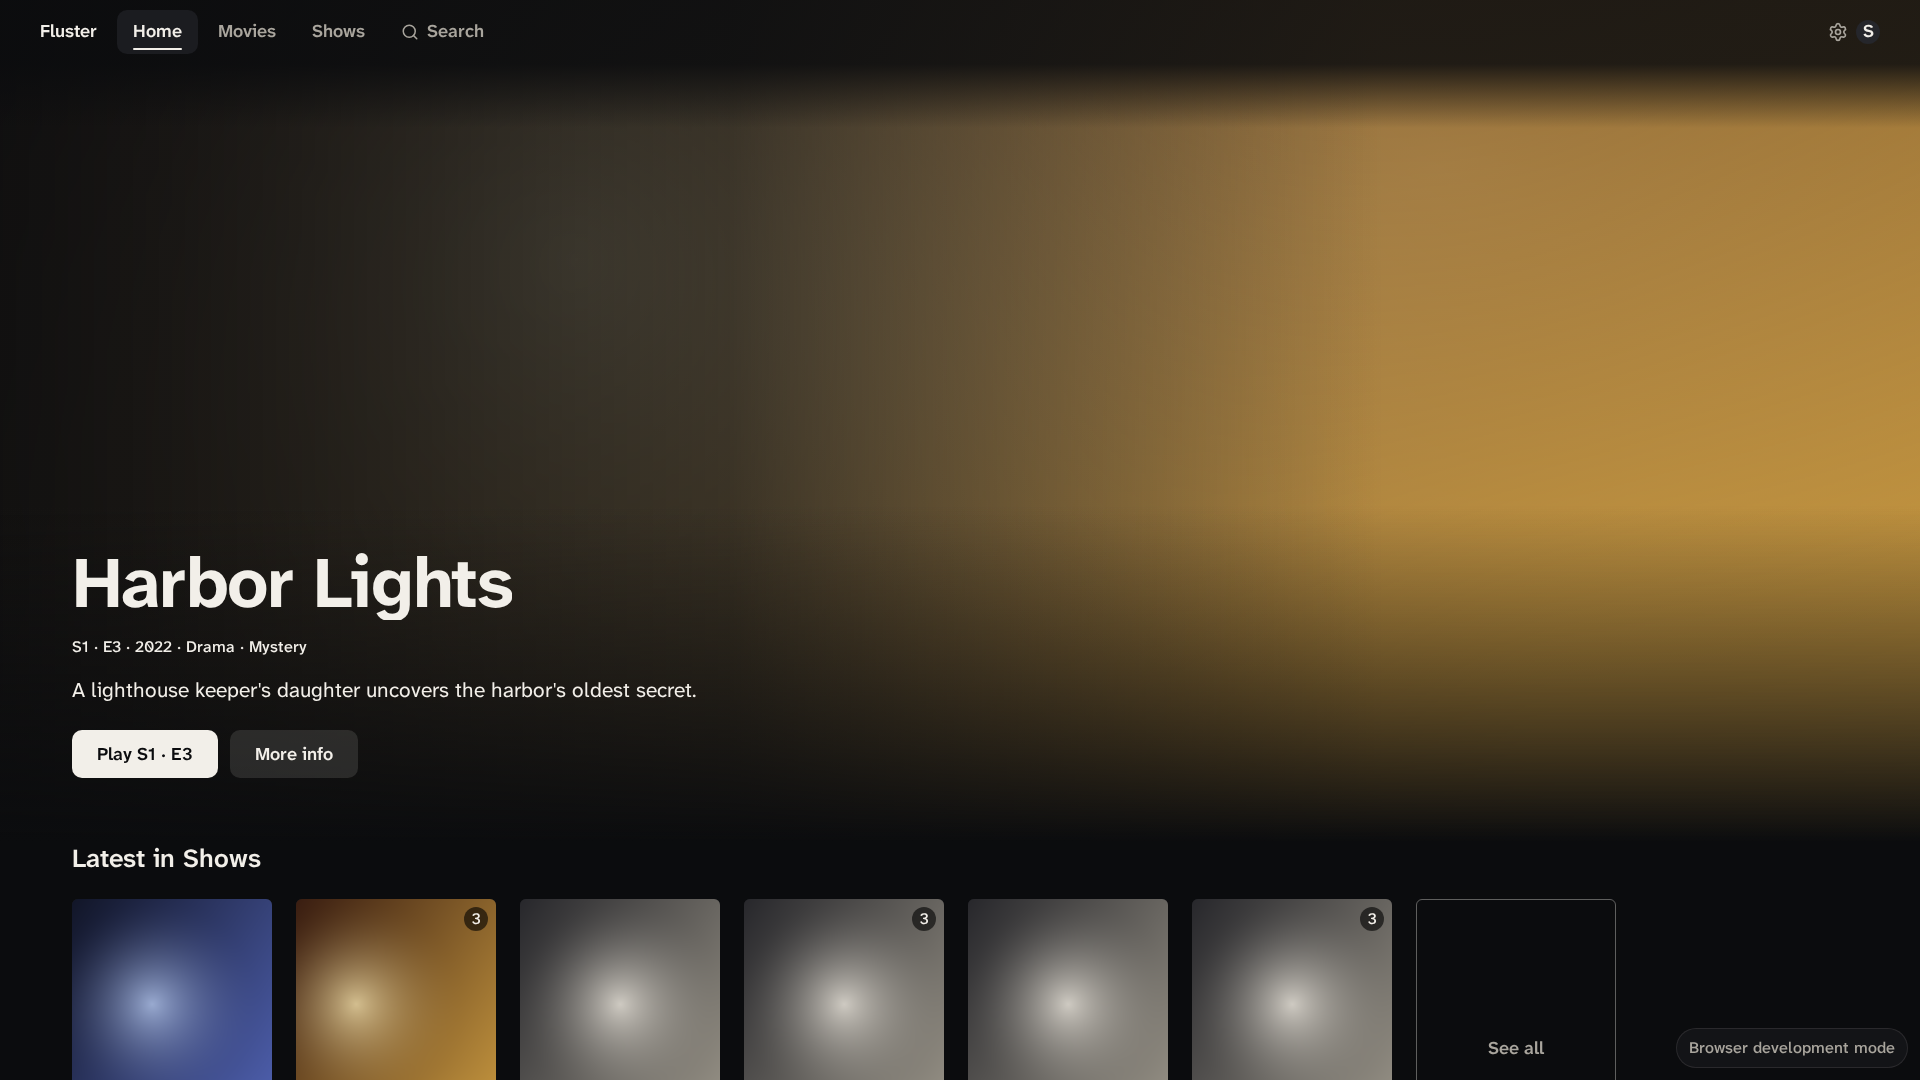 Fluster Home Movies Shows Search S
Harbor Lights
S1 · E3 · 2022 · Drama · Mystery
A lighthouse keeper's daughter uncovers the harbor's oldest secret.
Play S1 · E3 More info
Latest in Shows
3 3 3
See all
Browser development mode